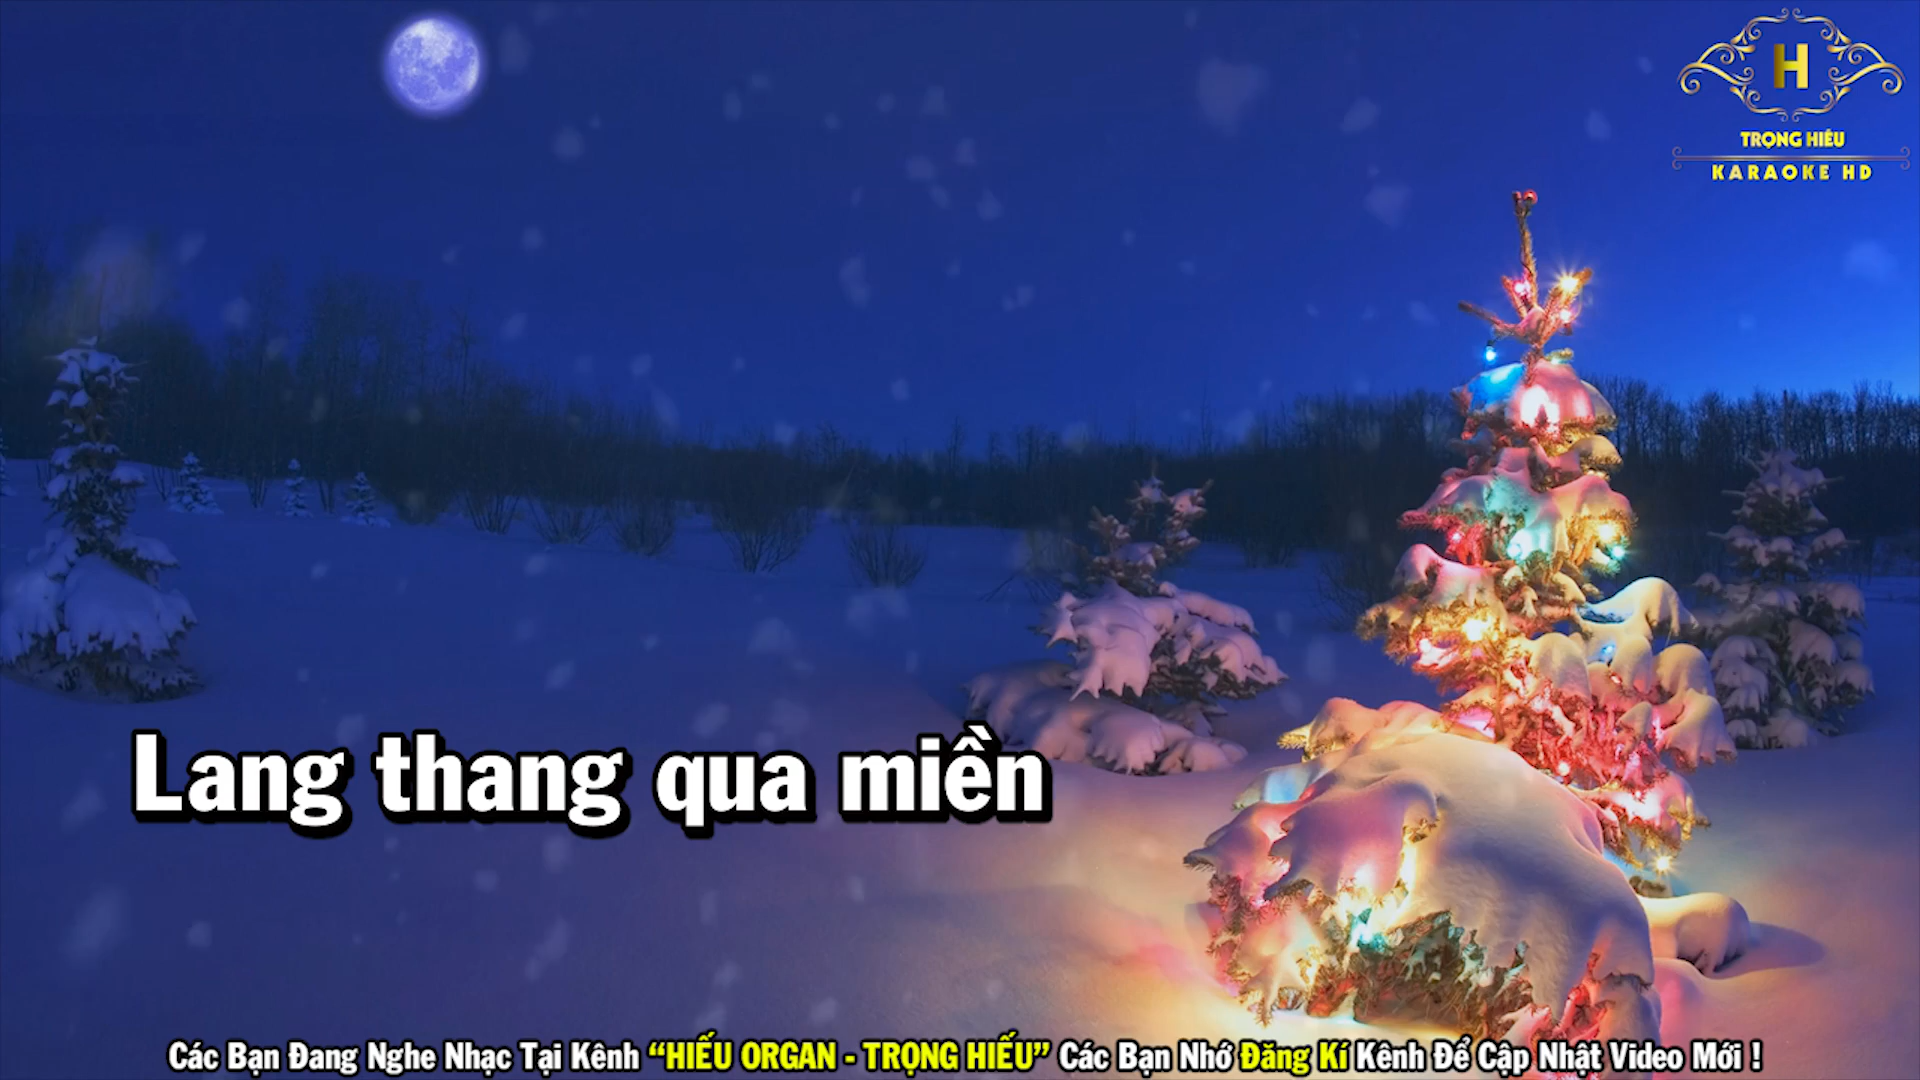 H
TRỌNG HIẾU
KARAOKE HD
Lang thang qua miền
Các Bạn Đang Nghe Nhạc Tại Kênh “HIẾU ORGAN - TRỌNG HIẾU” Các Bạn Nhớ Đăng Kí Kênh Để Cập Nhật Video Mới !